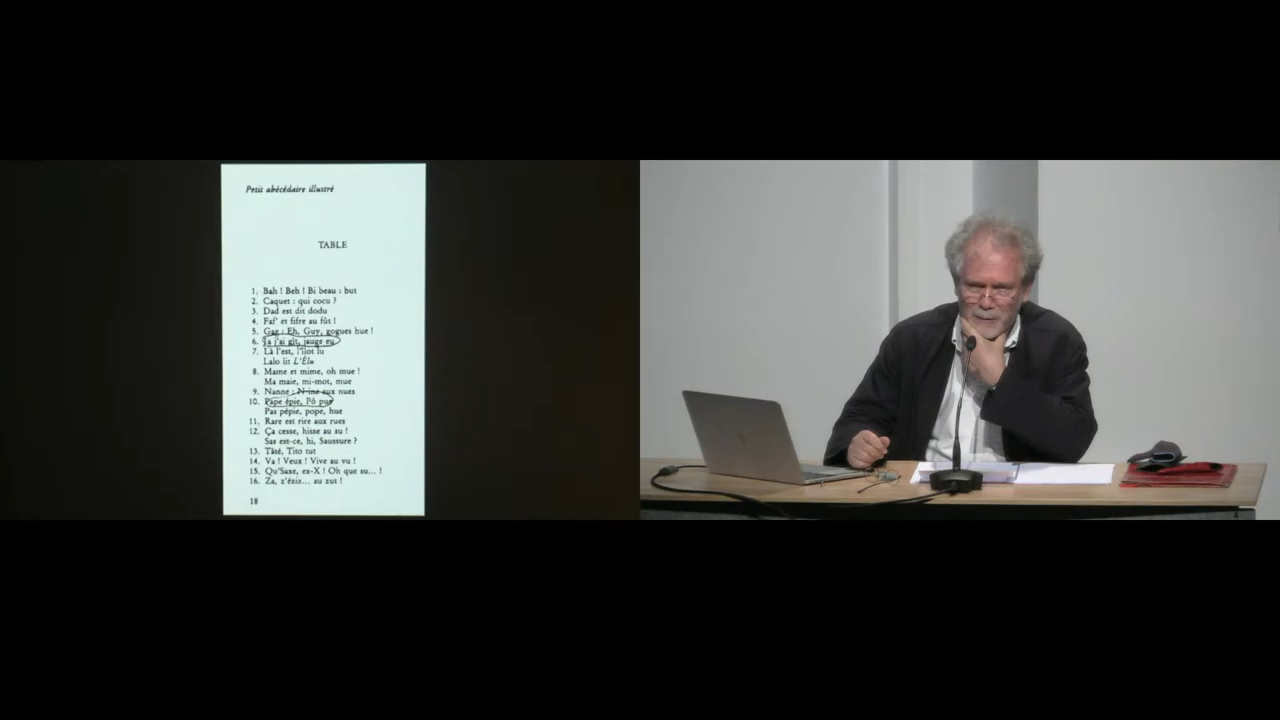 Petit abécédaire illustré
TABLE
1. Bah ! Beh ! Bi beau : but
2. Caquet : qui cocu ?
3. Dad est dit dodu
4. Faf' et fifre au fût !
5. Gag : Eh, Guy, gogues hue !
6. Ja j'ai gît, jauge eu
7. Là l'est, l'îlot lu
Lalo lit L'Élu
8. Mame et mime, oh mue !
Ma maie, mi-mot, mue
9. Nanne : N-ine aux nues
10. Pape épie, Pô pue
Pas pépie, pope, hue
11. Rare est rire aux rues
12. Ça cesse, hisse au su !
Sas est-ce, hi, Saussure ?
13. Tâté, Tito tut
14. Va ! Veux ! Vive au vu !
15. Qu'Saxe, ex-X ! Oh que su... !
16. Za, z'éziz... au zut !
18